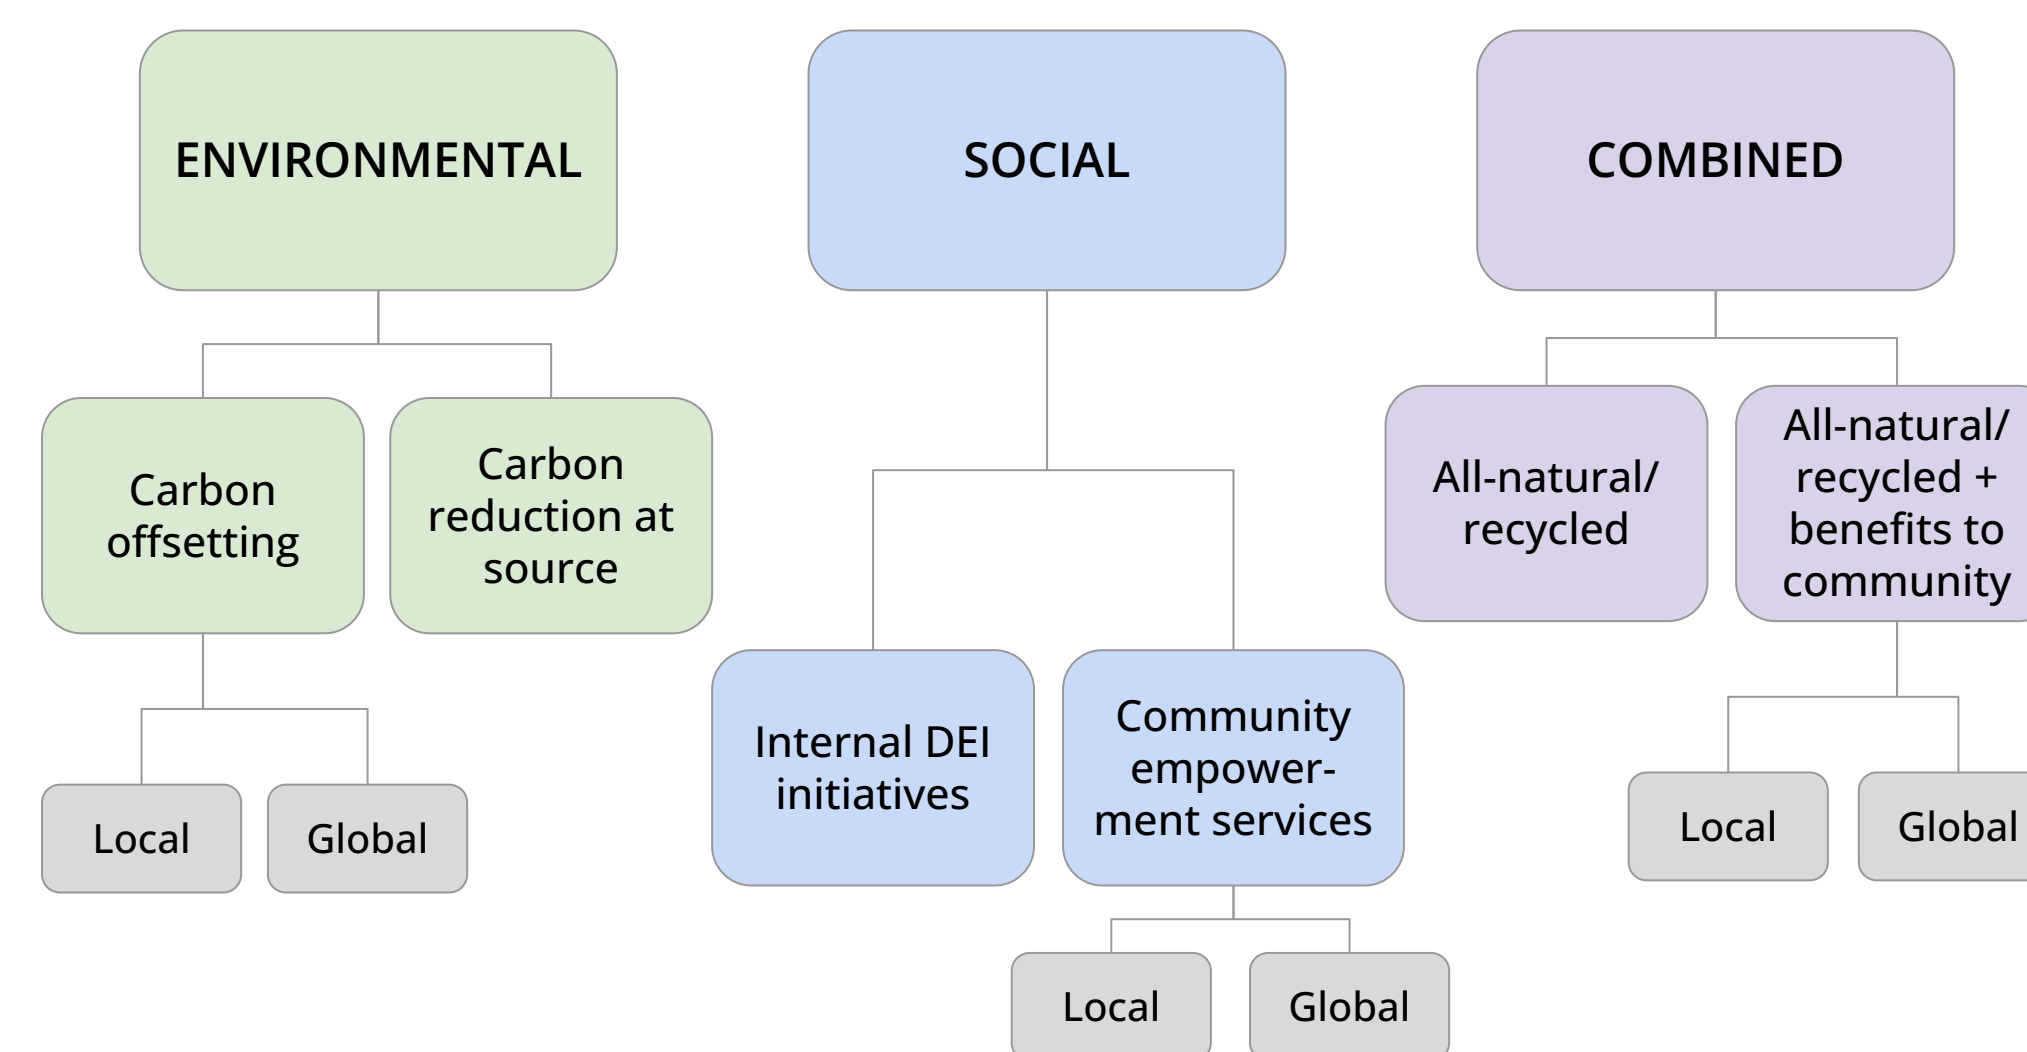 ENVIRONMENTAL
SOCIAL
COMBINED
Carbon
offsetting
Carbon
reduction at
source
All-natural/
recycled
All-natural/
recycled +
benefits to
community
Internal DEI
initiatives
Community
empower-
ment services
Local
Global
Local
Global
Local
Global